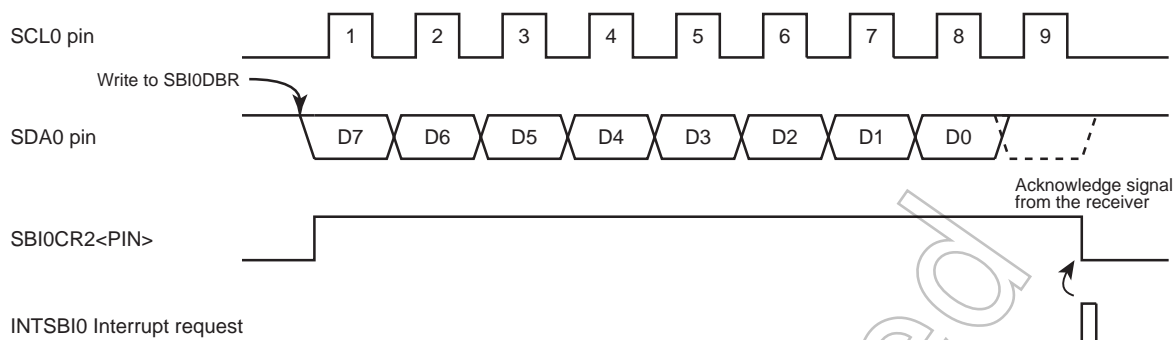 SCL0 pin
1 2 3 4 5 6 7 8 9
Write to SBI0DBR
SDA0 pin
D7 D6 D5 D4 D3 D2 D1 D0
Acknowledge signal
from the receiver
SBI0CR2<PIN>
INTSBI0 Interrupt request